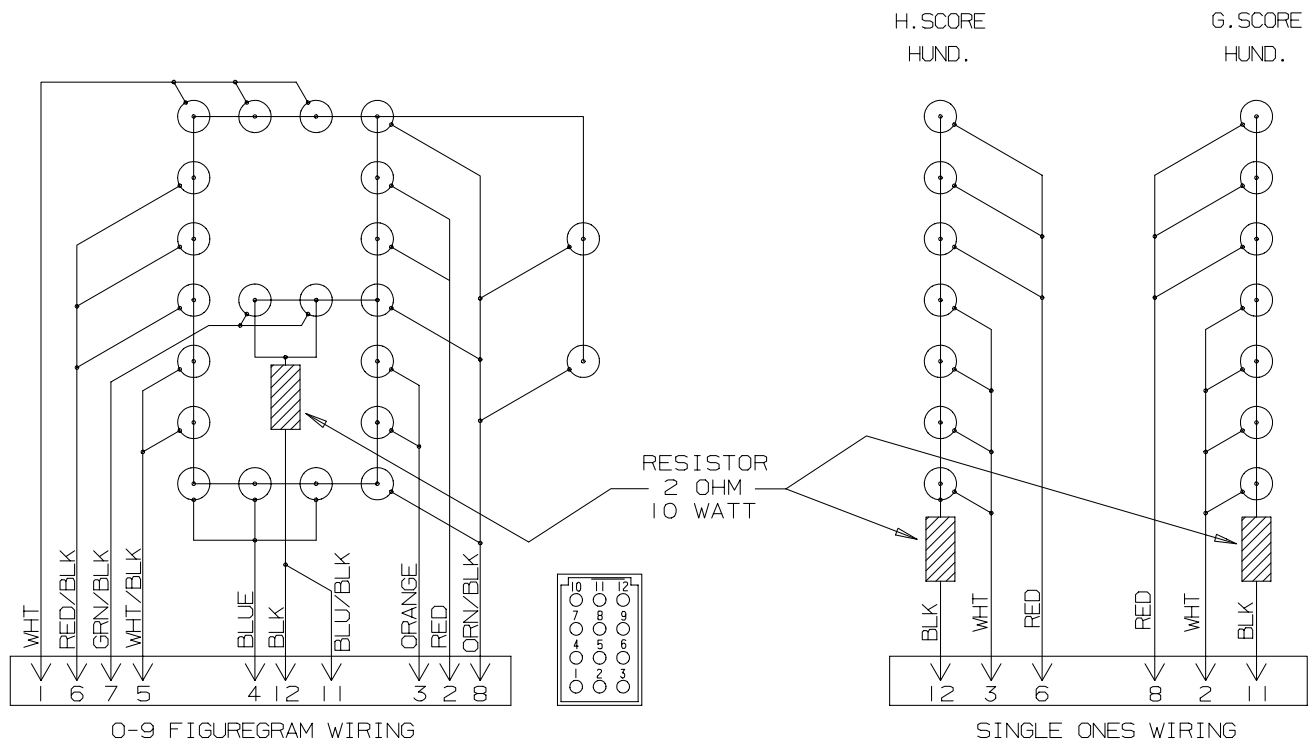 H.SCORE
HUND.
G.SCORE
HUND.
RESISTOR
2 OHM
10 WATT
WHT
RED/BLK
GRN/BLK
WHT/BLK
BLUE
BLK
BLU/BLK
ORANGE
RED
ORN/BLK
10 11 12
7 8 9
4 5 6
1 2 3
BLK
WHT
RED
RED
WHT
BLK
1 6 7 5 4 12 11 3 2 8
12 3 6 8 2 11
0-9 FIGUREGRAM WIRING
SINGLE ONES WIRING